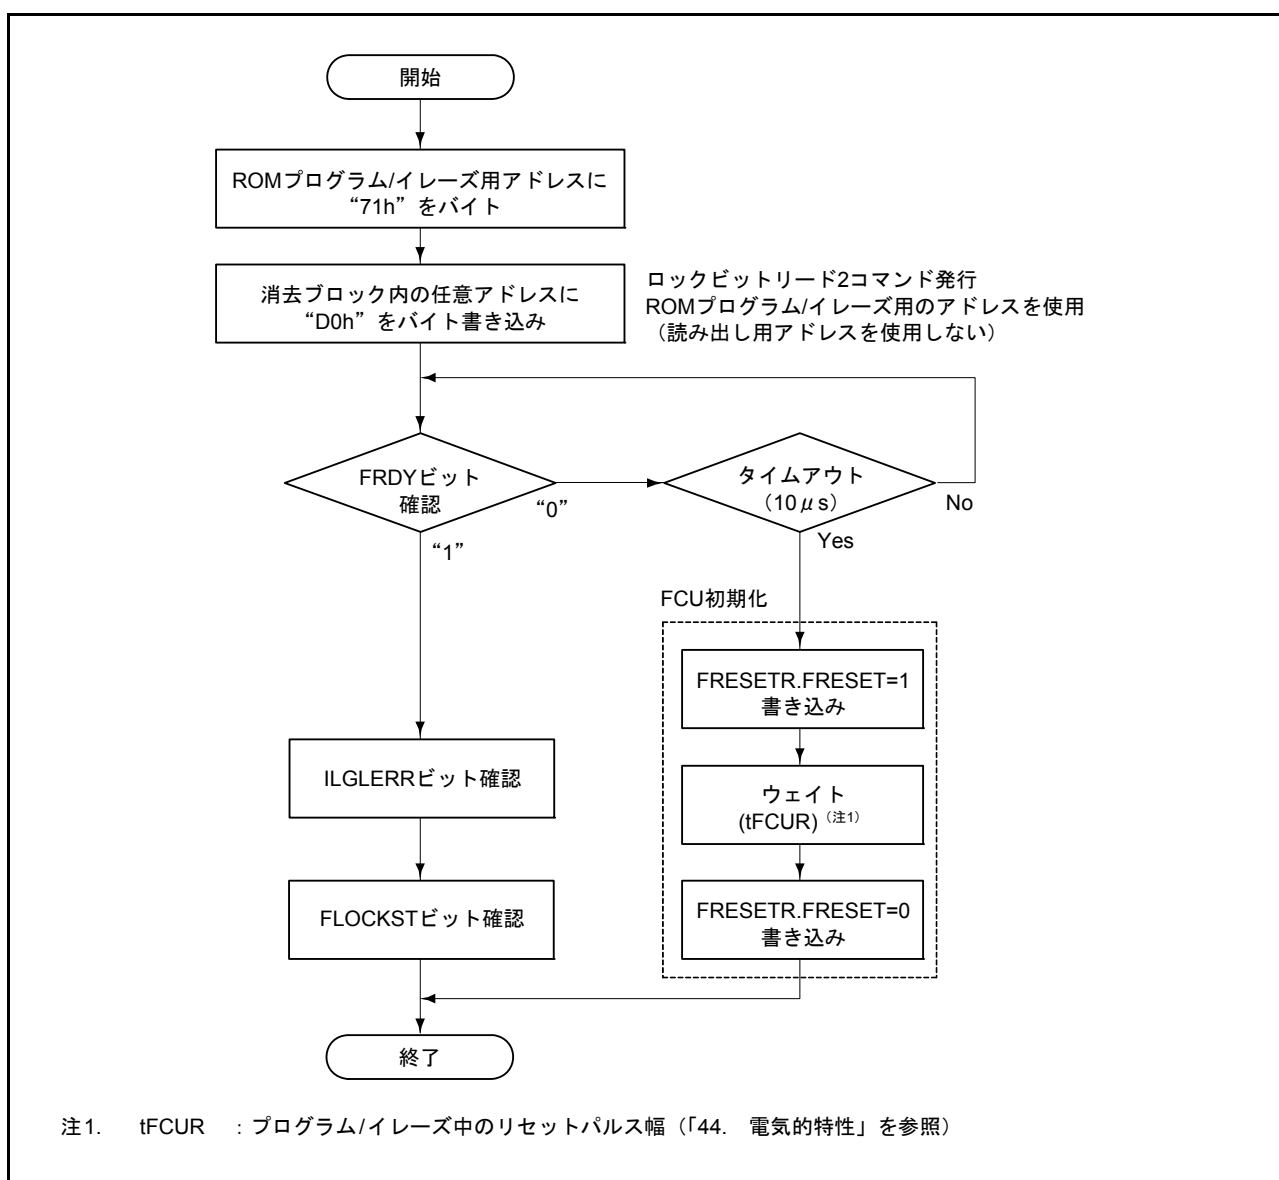 開始
ROMプログラム/イレーズ用アドレスに
“71h”をバイト
消去ブロック内の任意アドレスに
“D0h”をバイト書き込み
ロックビットリード2コマンド発行
ROMプログラム/イレーズ用のアドレスを使用
（読み出し用アドレスを使用しない）
FRDYビット
確認
“0”
“1”
タイムアウト
（10μs）
No
Yes
FCU初期化
FRESETR.FRESET=1
書き込み
ウェイト
(tFCUR)（注1）
FRESETR.FRESET=0
書き込み
ILGLERRビット確認
FLOCKSTビット確認
終了
注1. tFCUR ：プログラム/イレーズ中のリセットパルス幅（「44. 電気的特性」を参照）